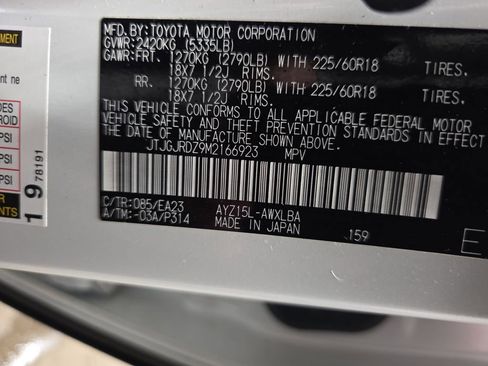 MFD.BY:TOYOTA MOTOR CORPORATION
GVWR:2420KG (5335LB)
GAWR:FRT. 1270KG (2790LB) WITH 225/60R18 TIRES.
18X7 1/2J RIMS.
RR. 1270KG (2790LB) WITH 225/60R18 TIRES.
18X7 1/2J RIMS.
THIS VEHICLE CONFORMS TO ALL APPLICABLE FEDERAL MOTOR
VEHICLE SAFETY AND THEFT PREVENTION STANDARDS IN EFFECT
ON THE DATE OF MANUFACTURE SHOWN ABOVE.
JTJGJRDZ9M2166923 MPV
C/TR:085/EA23 AYZ15L-AWXLBA
A/TM:-03A/P314 MADE IN JAPAN
159
E
PSI
PSI
PSI
1978191